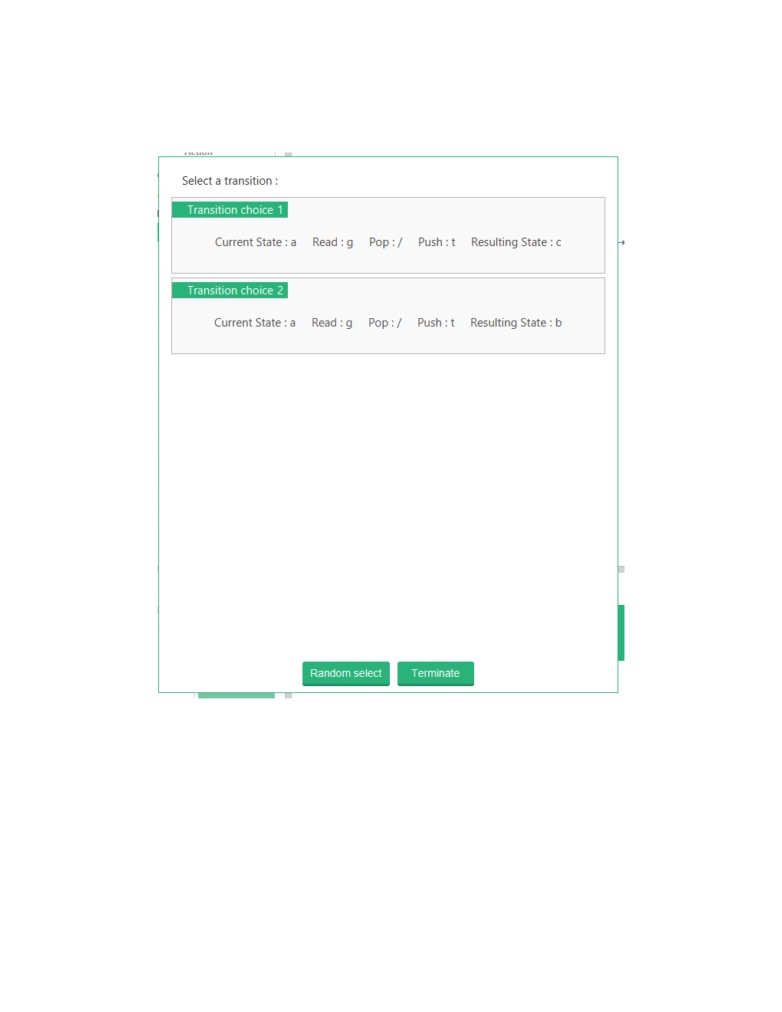 Select a transition :
Transition choice 1
Current State : a Read : g Pop : / Push : t Resulting State : c
Transition choice 2
Current State : a Read : g Pop : / Push : t Resulting State : b
Random select Terminate